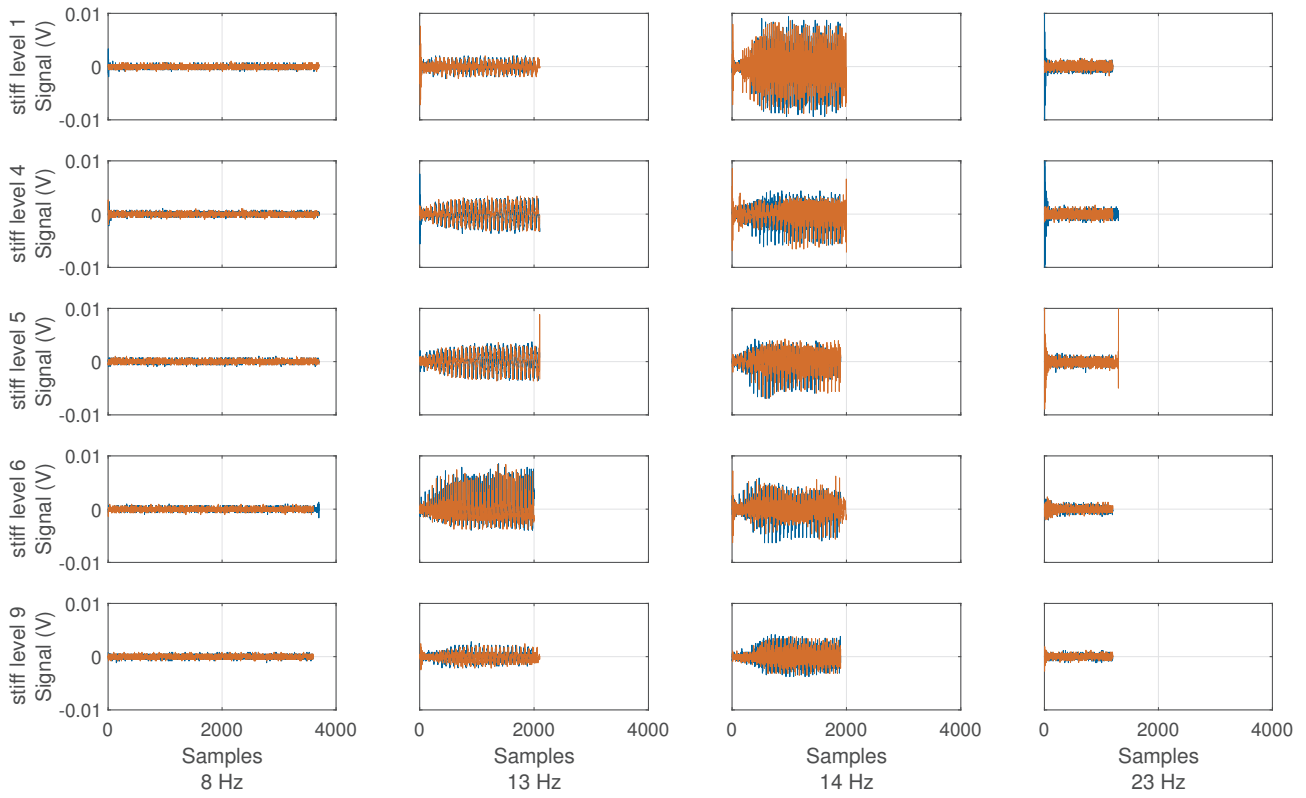 stiff level 1
Signal (V)
0.01
0
-0.01
stiff level 4
Signal (V)
0.01
0
-0.01
stiff level 5
Signal (V)
0.01
0
-0.01
stiff level 6
Signal (V)
0.01
0
-0.01
stiff level 9
Signal (V)
0.01
0
-0.01
0 2000 4000
0 2000 4000
0 2000 4000
0 2000 4000
Samples
Samples
Samples
Samples
8 Hz
13 Hz
14 Hz
23 Hz